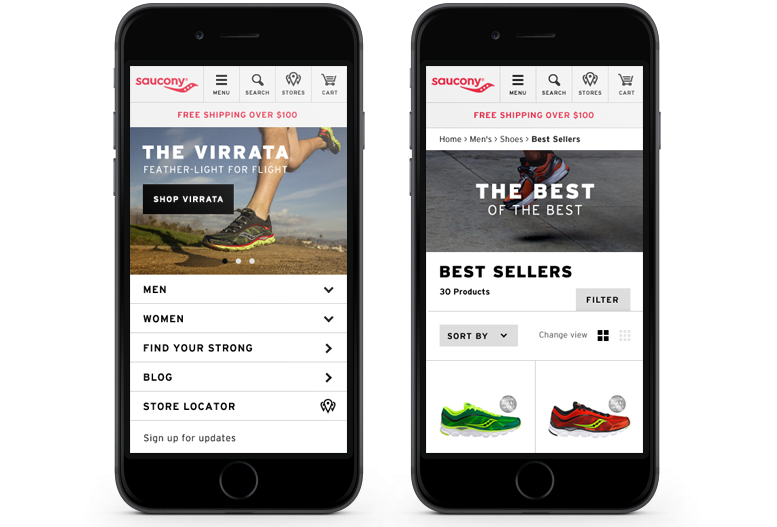 saucony®
MENU
SEARCH
STORES
CART
FREE SHIPPING OVER $100
THE VIRRATA
FEATHER-LIGHT FOR FLIGHT
SHOP VIRRATA
MEN
WOMEN
FIND YOUR STRONG
BLOG
STORE LOCATOR
Sign up for updates
saucony®
MENU
SEARCH
STORES
CART
FREE SHIPPING OVER $100
Home > Men's > Shoes > Best Sellers
THE BEST
OF THE BEST
BEST SELLERS
30 Products
FILTER
SORT BY
Change view